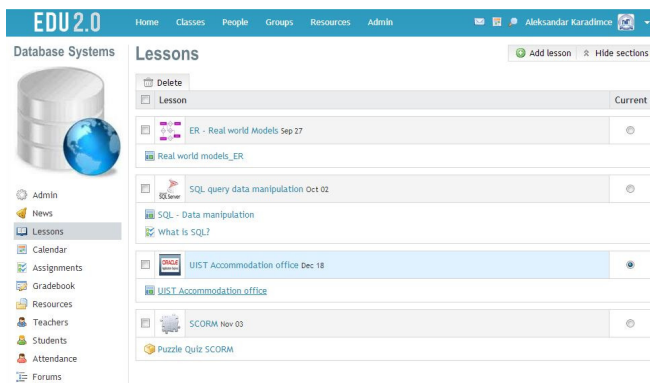 EDU 2.0 Home Classes People Groups Resources Admin Aleksandar Karadimce
Database Systems
Lessons
Add lesson Hide sections
Delete
Lesson Current
ER - Real world Models Sep 27
Real world models_ER
SQL Server
SQL query data manipulation Oct 02
SQL - Data manipulation
What is SQL?
ORACLE
UIST Accommodation office Dec 18
UIST Accommodation office
SCORM Nov 03
Puzzle Quiz SCORM
Admin
News
Lessons
Calendar
Assignments
Gradebook
Resources
Teachers
Students
Attendance
Forums